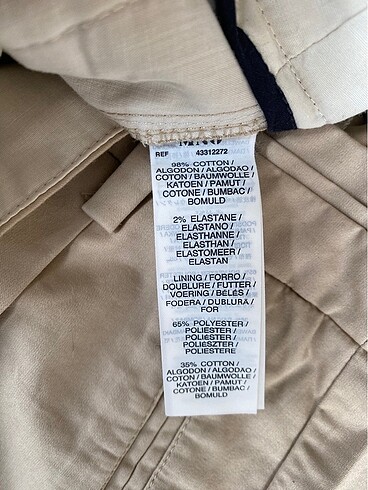 REF 43312272
98% COTTON /
ALGODON / ALGODAO /
COTON / BAUMWOLLE /
KATOEN / PAMUT /
COTONE / BUMBAC /
BOMULD
2% ELASTANE /
ELASTANO /
ELASTHANNE /
ELASTHAN /
ELASTOMEER /
ELASTAN
LINING / FORRO /
DOUBLURE / FUTTER /
VOERING / BÉLÉS /
FODERA / DUBLURA /
FOR
65% POLYESTER /
POLIÉSTER /
POLIÉSTER /
POLIÉSZTER /
POLIESTERE
35% COTTON /
ALGODON / ALGODAO /
COTON / BAUMWOLLE /
KATOEN / PAMUT /
COTONE / BUMBAC /
BOMULD